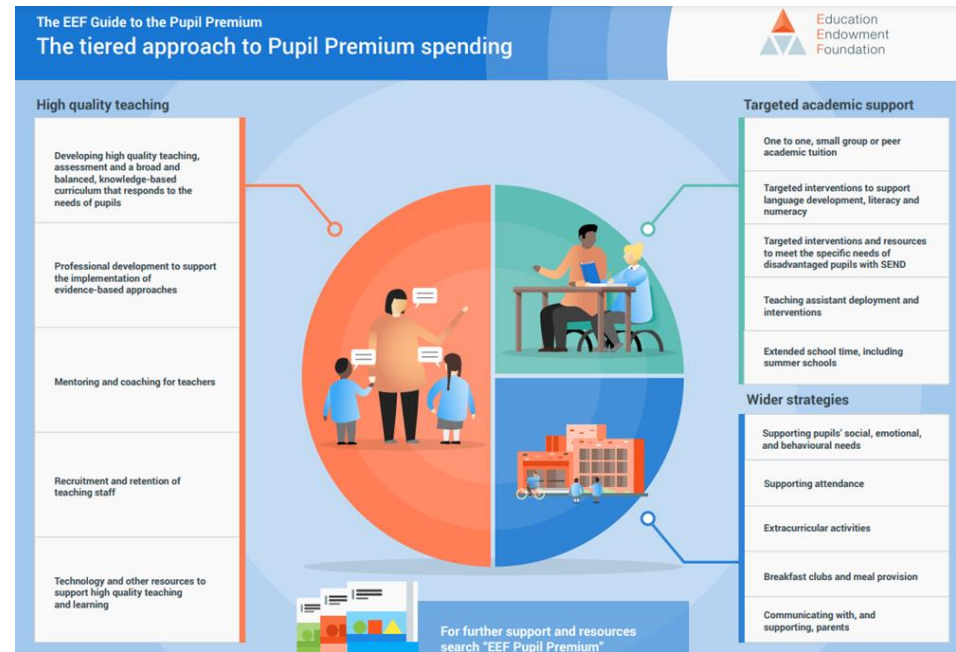 The EEF Guide to the Pupil Premium
The tiered approach to Pupil Premium spending
Education
Endowment
Foundation
High quality teaching
Developing high quality teaching,
assessment and a broad and
balanced, knowledge-based
curriculum that responds to the
needs of pupils
Professional development to support
the implementation of
evidence-based approaches
Mentoring and coaching for teachers
Recruitment and retention of
teaching staff
Technology and other resources to
support high quality teaching
and learning
Targeted academic support
One to one, small group or peer
academic tuition
Targeted interventions to support
language development, literacy and
numeracy
Targeted interventions and resources
to meet the specific needs of
disadvantaged pupils with SEND
Teaching assistant deployment and
interventions
Extended school time, including
summer schools
Wider strategies
Supporting pupils' social, emotional,
and behavioural needs
Supporting attendance
Extracurricular activities
Breakfast clubs and meal provision
Communicating with, and
supporting, parents
For further support and resources
search "EEF Pupil Premium"